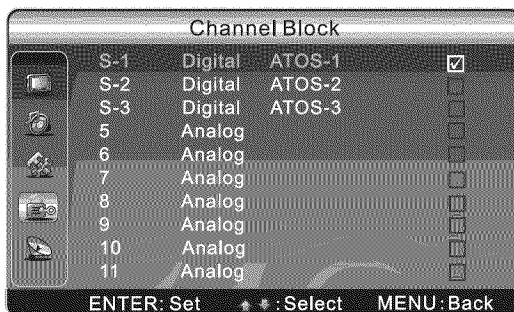 Channel Block
S-1 Digital ATOS-1
S-2 Digital ATOS-2
S-3 Digital ATOS-3
5 Analog
6 Analog
7 Analog
8 Analog
9 Analog
10 Analog
11 Analog
ENTER: Set :Select MENU:Back